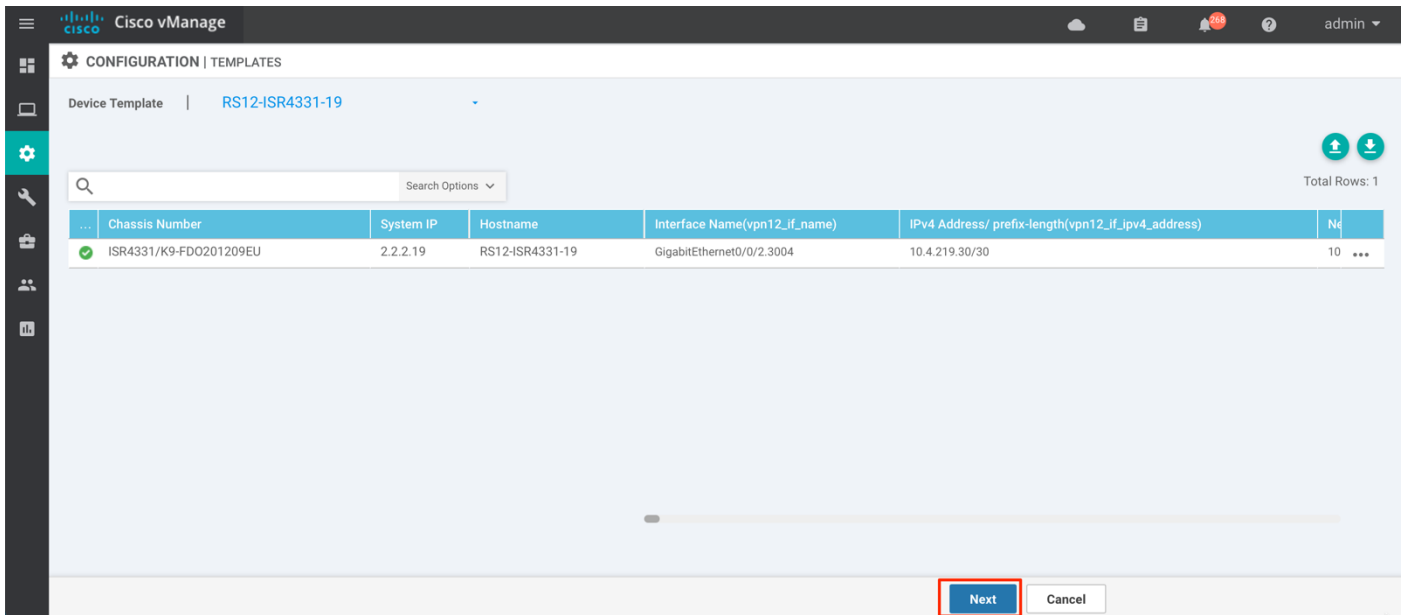 cisco Cisco vManage 268 admin
CONFIGURATION | TEMPLATES
Device Template | RS12-ISR4331-19
Search Options
Total Rows: 1
... Chassis Number System IP Hostname Interface Name(vpn12_if_name) IPv4 Address/ prefix-length(vpn12_if_ipv4_address) Ne
ISR4331/K9-FDO201209EU 2.2.2.19 RS12-ISR4331-19 GigabitEthernet0/0/2.3004 10.4.219.30/30 10 ...
Next Cancel